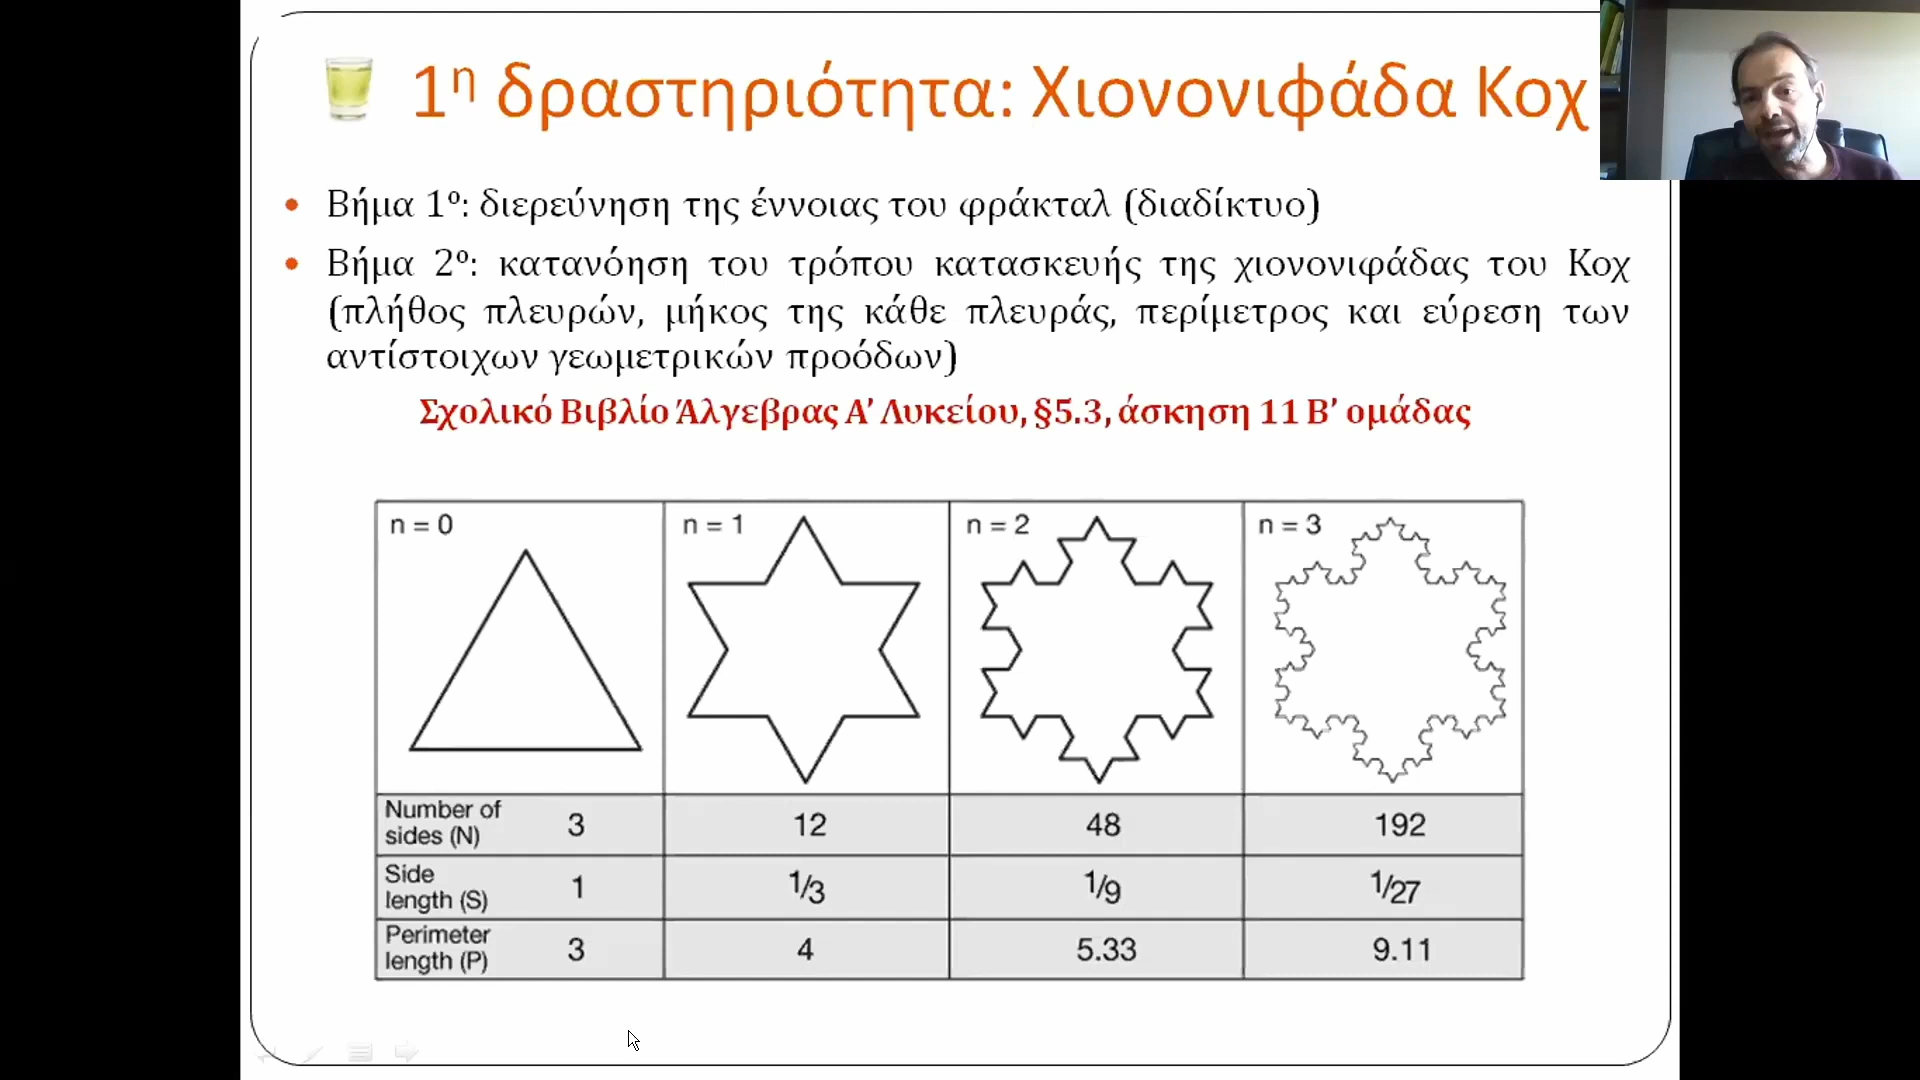 1η δραστηριότητα: Χιονονιφάδα Κοχ
• Βήμα 1ο: διερεύνηση της έννοιας του φράκταλ (διαδίκτυο)
• Βήμα 2ο: κατανόηση του τρόπου κατασκευής της χιονονιφάδας του Κοχ
(πλήθος πλευρών, μήκος της κάθε πλευράς, περίμετρος και εύρεση των
αντίστοιχων γεωμετρικών προόδων)
Σχολικό Βιβλίο Άλγεβρας Α’ Λυκείου, §5.3, άσκηση 11 Β’ ομάδας
n = 0 n = 1 n = 2 n = 3
Number of
sides (N) 3 12 48 192
Side
length (S) 1 1/3 1/9 1/27
Perimeter
length (P) 3 4 5.33 9.11